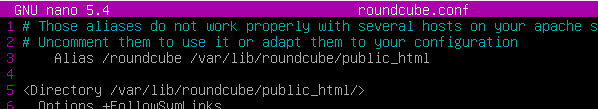 GNU nano 5.4 roundcube.conf
1 # Those aliases do not work properly with several hosts on your apache s
2 # Uncomment them to use it or adapt them to your configuration
3 Alias /roundcube /var/lib/roundcube/public_html
4
5 <Directory /var/lib/roundcube/public_html/>
6 Options +FollowSymLinks